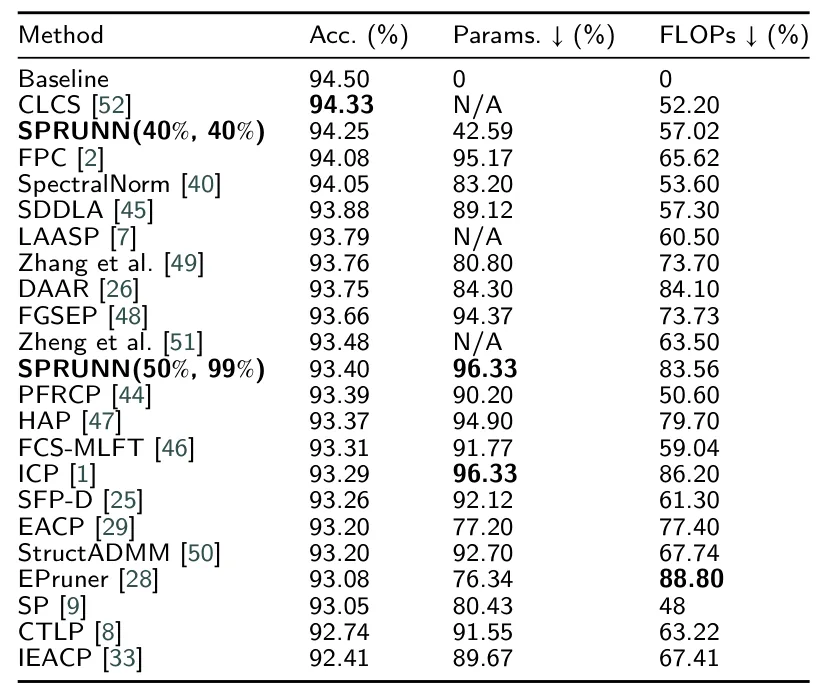 Method Acc. (%) Params. ↓ (%) FLOPs ↓ (%)
Baseline 94.50 0 0
CLCS [52] 94.33 N/A 52.20
SPRUNN(40%, 40%) 94.25 42.59 57.02
FPC [2] 94.08 95.17 65.62
SpectralNorm [40] 94.05 83.20 53.60
SDDLA [45] 93.88 89.12 57.30
LAASP [7] 93.79 N/A 60.50
Zhang et al. [49] 93.76 80.80 73.70
DAAR [26] 93.75 84.30 84.10
FGSEP [48] 93.66 94.37 73.73
Zheng et al. [51] 93.48 N/A 63.50
SPRUNN(50%, 99%) 93.40 96.33 83.56
PFRCP [44] 93.39 90.20 50.60
HAP [47] 93.37 94.90 79.70
FCS-MLFT [46] 93.31 91.77 59.04
ICP [1] 93.29 96.33 86.20
SFP-D [25] 93.26 92.12 61.30
EACP [29] 93.20 77.20 77.40
StructADMM [50] 93.20 92.70 67.74
EPruner [28] 93.08 76.34 88.80
SP [9] 93.05 80.43 48
CTLP [8] 92.74 91.55 63.22
IEACP [33] 92.41 89.67 67.41